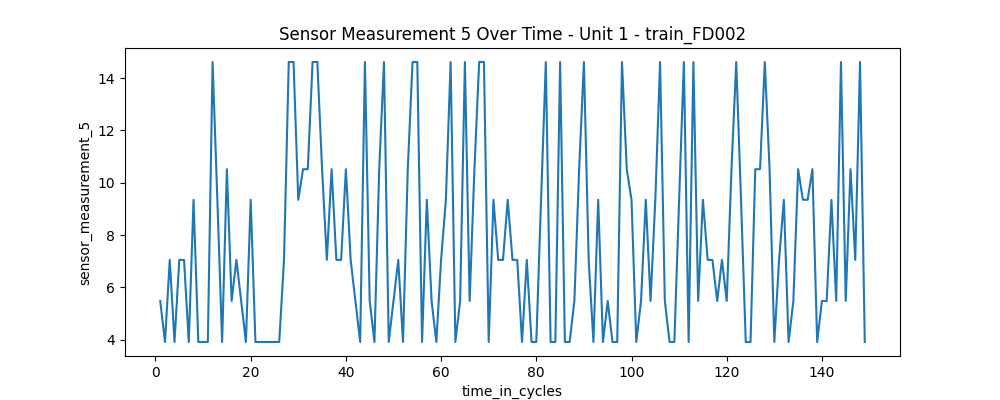 Sensor Measurement 5 Over Time - Unit 1 - train_FD002
sensor_measurement_5
14
12
10
8
6
4
0 20 40 60 80 100 120 140
time_in_cycles